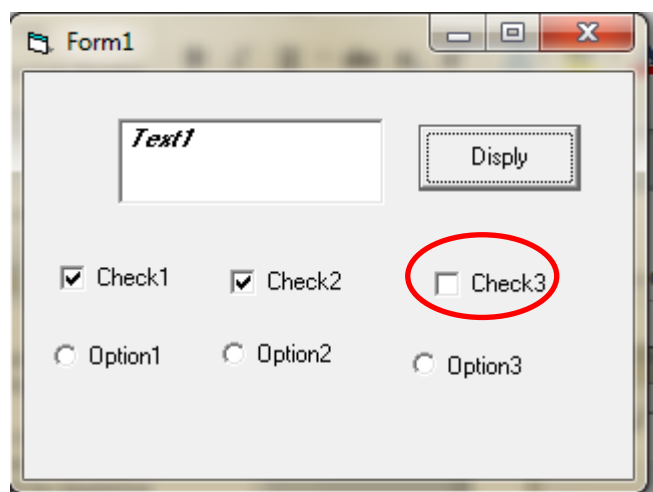 Form1
Text1
Disply
Check1
Check2
Check3
Option1
Option2
Option3